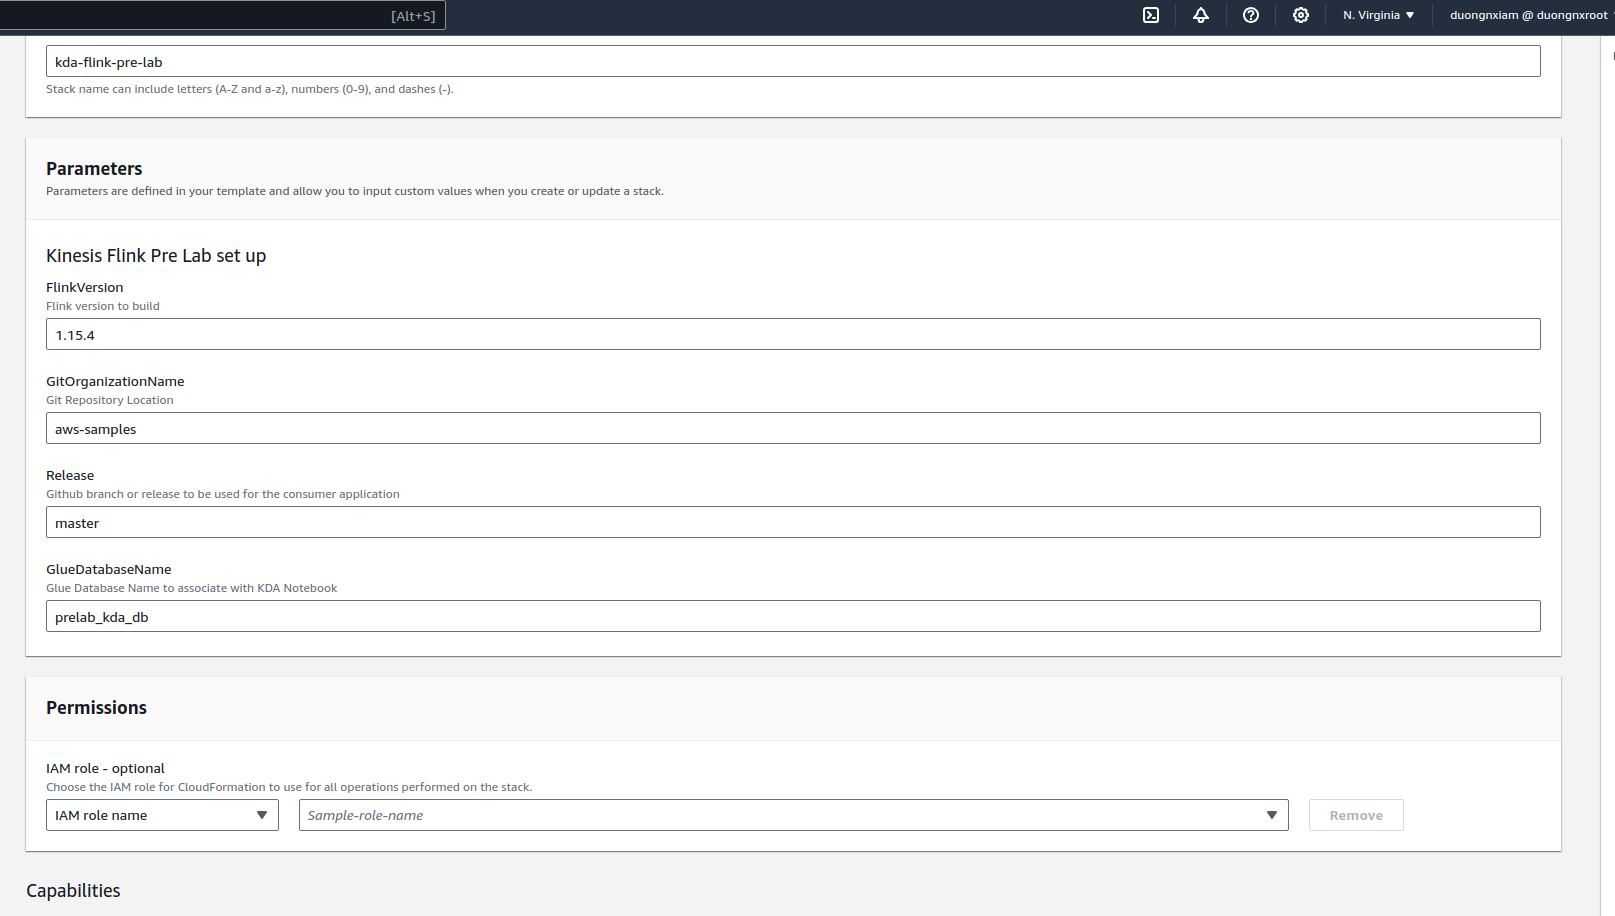 [Alt+S]
N. Virginia
duongnxiam @ duongnxroot
kda-flink-pre-lab
Stack name can include letters (A-Z and a-z), numbers (0-9), and dashes (-).
Parameters
Parameters are defined in your template and allow you to input custom values when you create or update a stack.
Kinesis Flink Pre Lab set up
FlinkVersion
Flink version to build
1.15.4
GitOrganizationName
Git Repository Location
aws-samples
Release
Github branch or release to be used for the consumer application
master
GlueDatabaseName
Glue Database Name to associate with KDA Notebook
prelab_kda_db
Permissions
IAM role - optional
Choose the IAM role for CloudFormation to use for all operations performed on the stack.
IAM role name
Sample-role-name
Remove
Capabilities